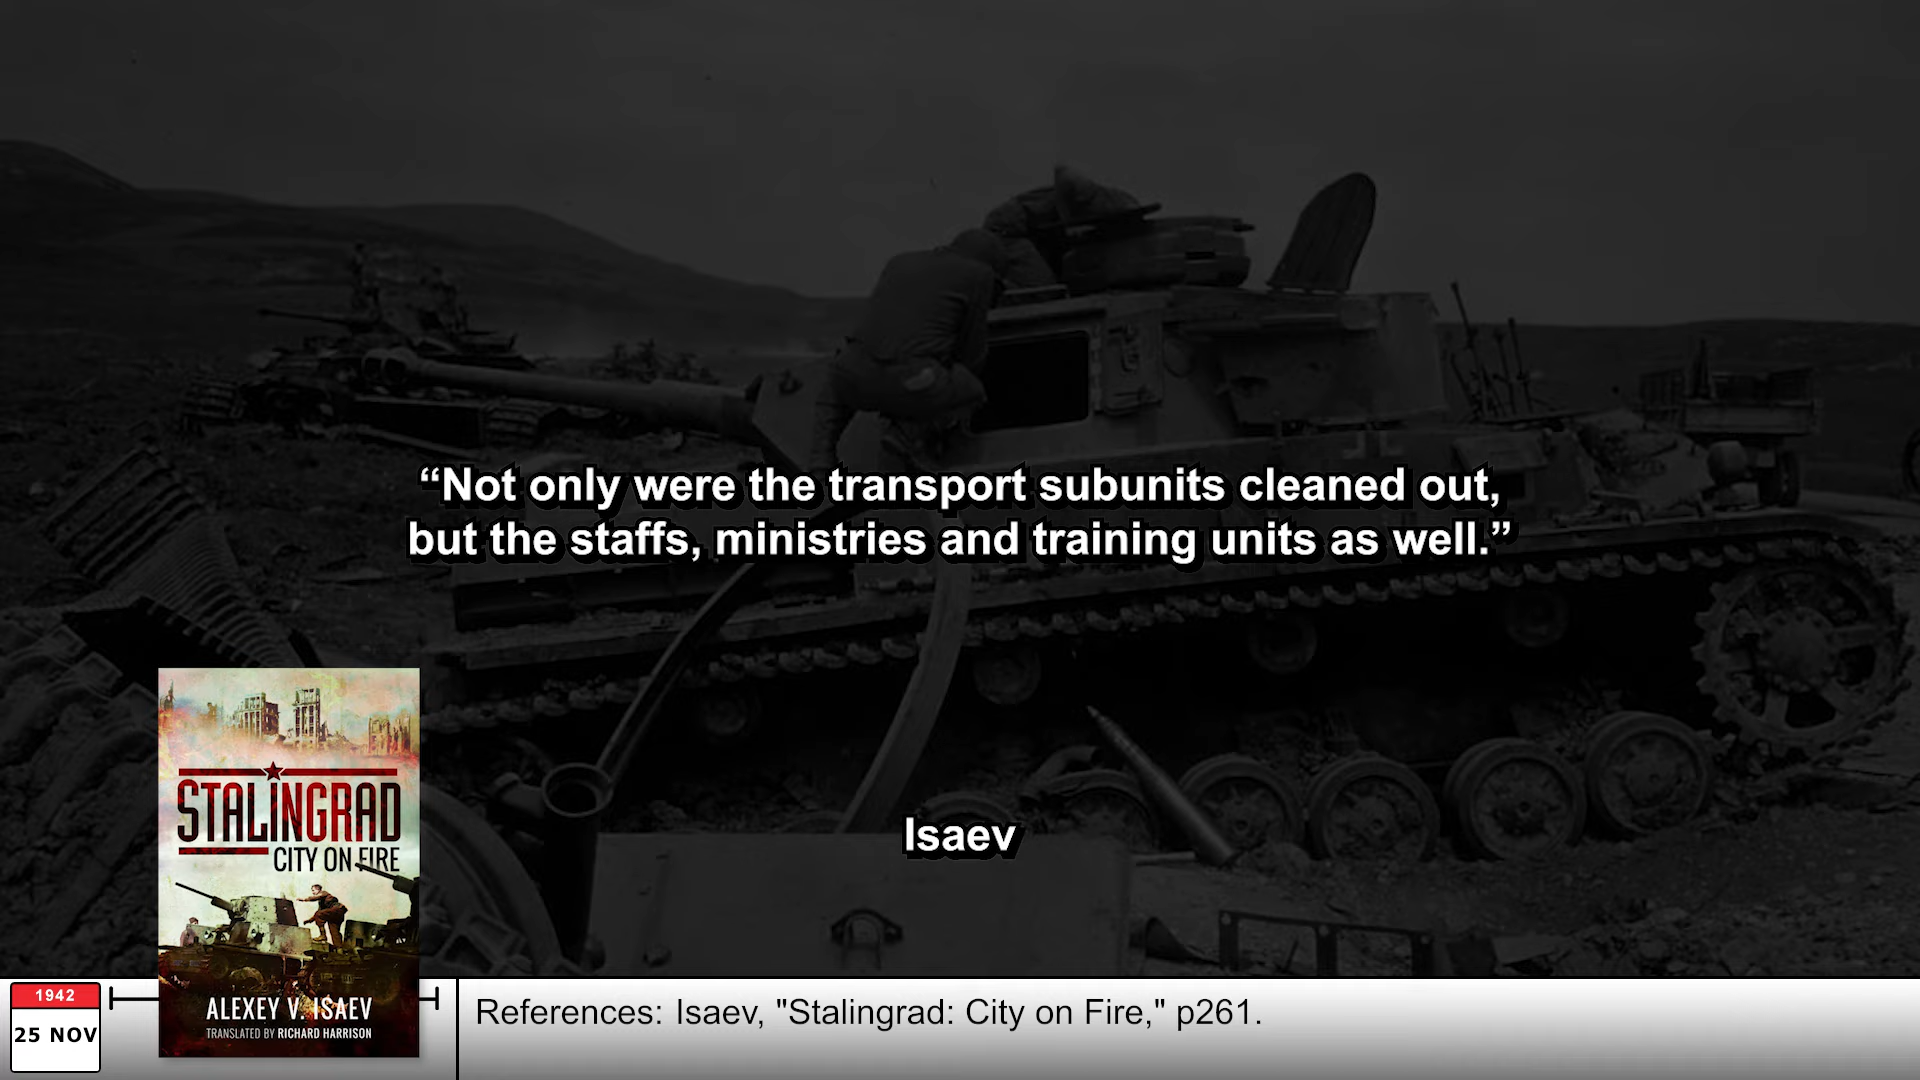 “Not only were the transport subunits cleaned out,
but the staffs, ministries and training units as well.”
Isaev
STALINGRAD
CITY ON FIRE
ALEXEY V. ISAEV
TRANSLATED BY RICHARD HARRISON
1942
25 NOV
References: Isaev, "Stalingrad: City on Fire," p261.